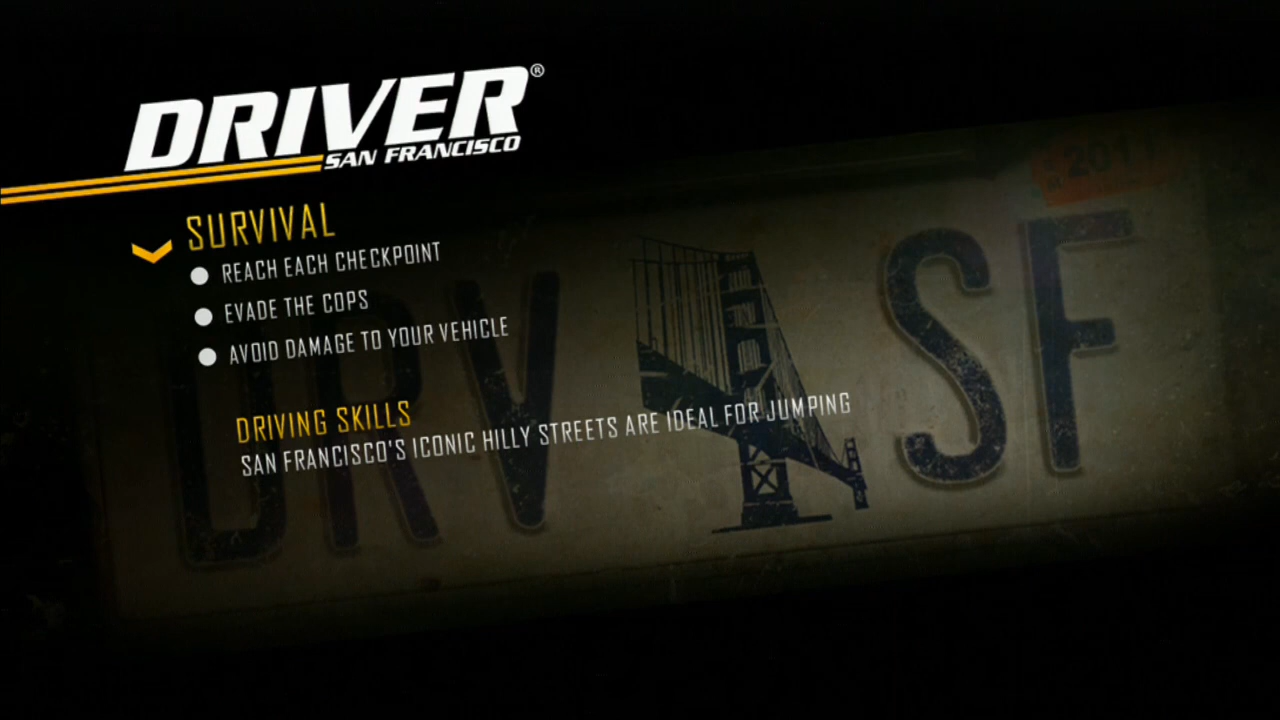 DRIVER®
SAN FRANCISCO
2011
SURVIVAL
REACH EACH CHECKPOINT
EVADE THE COPS
AVOID DAMAGE TO YOUR VEHICLE
DRIVING SKILLS
SAN FRANCISCO'S ICONIC HILLY STREETS ARE IDEAL FOR JUMPING
DRV SF